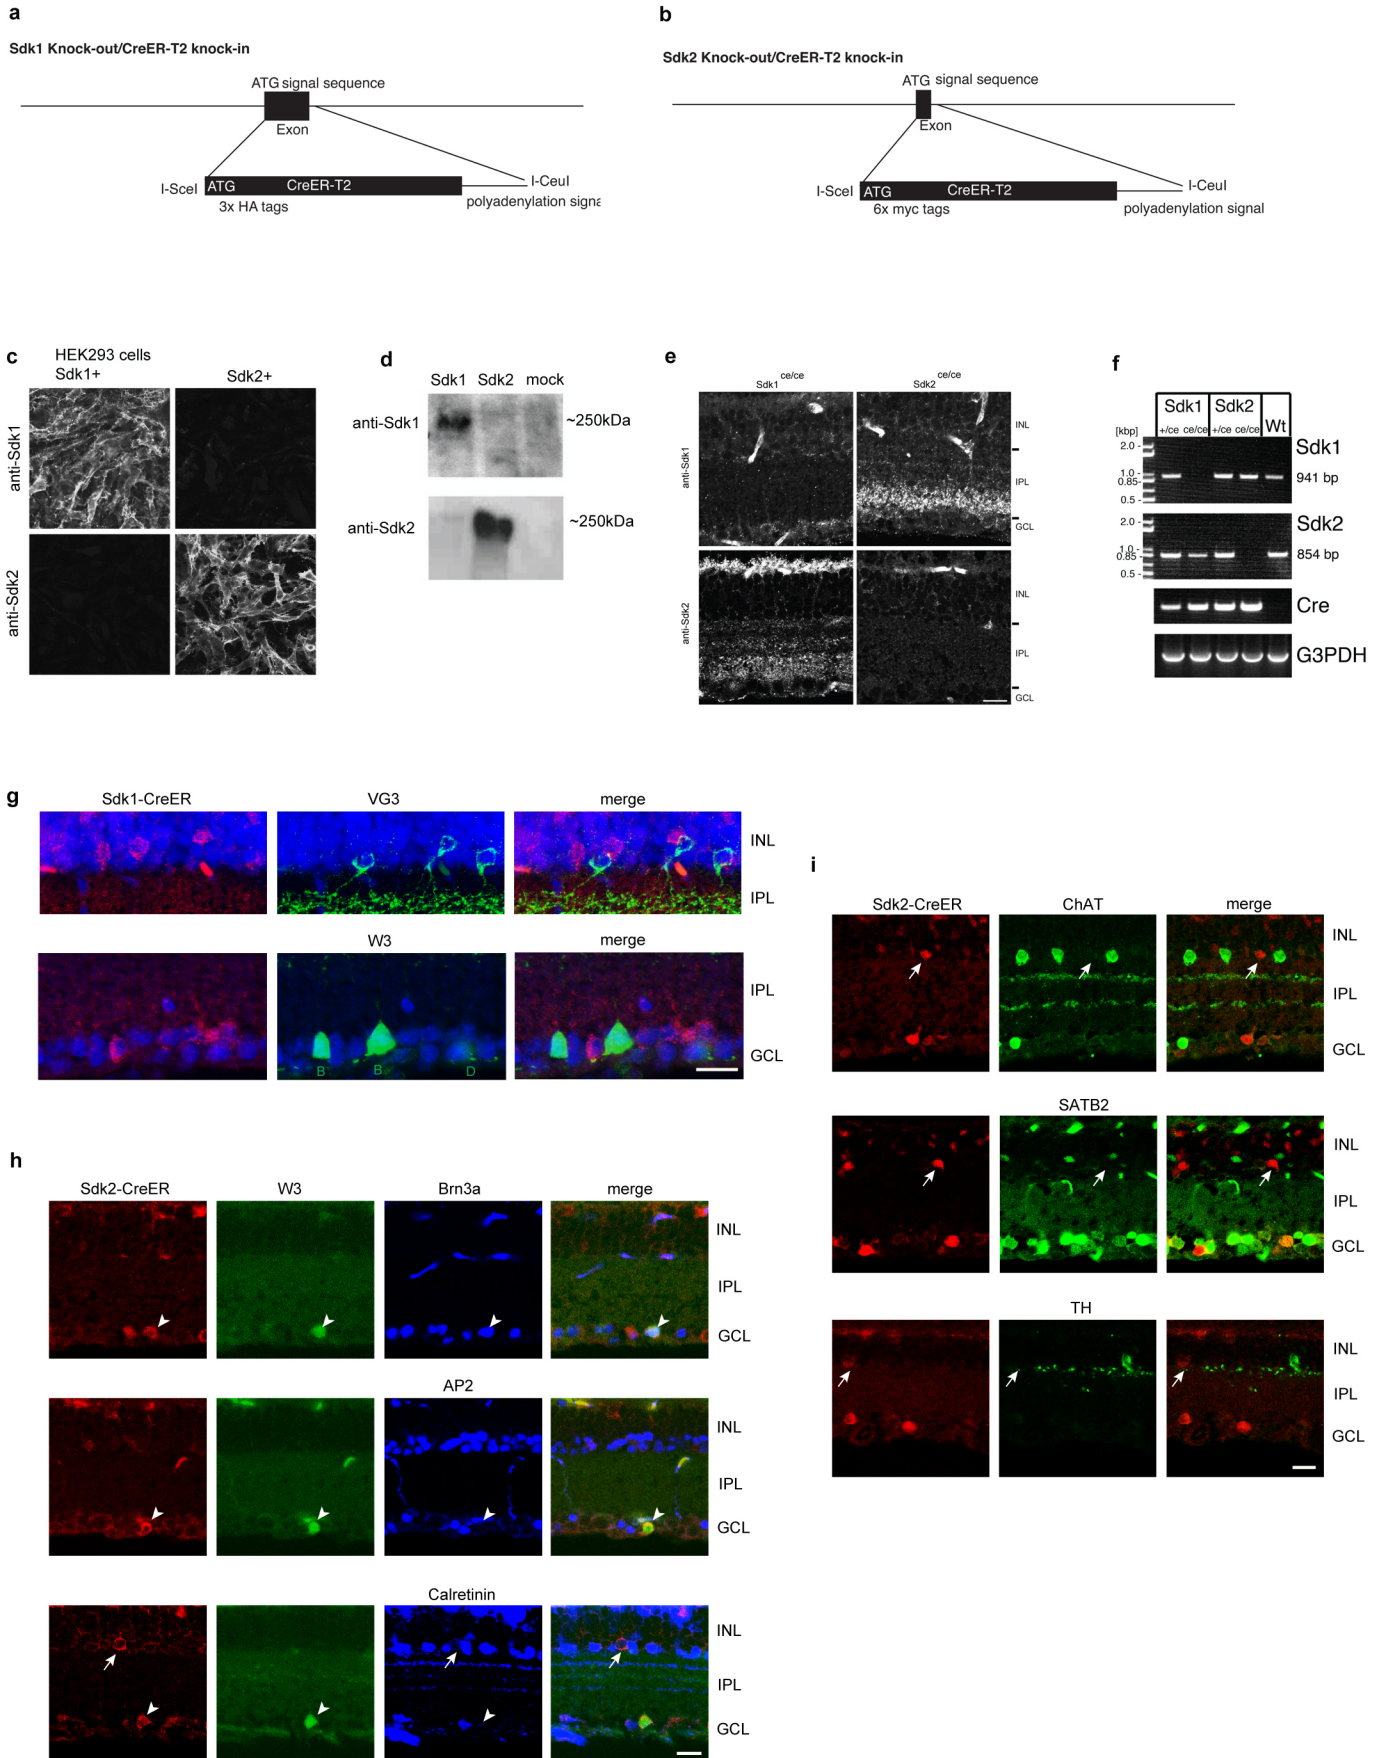 a
Sdk1 Knock-out/CreER-T2 knock-in
ATG signal sequence
Exon
I-SceI
ATG
CreER-T2
I-CeuI
3x HA tags
polyadenylation signa
b
Sdk2 Knock-out/CreER-T2 knock-in
ATG signal sequence
Exon
I-SceI
ATG
CreER-T2
I-CeuI
6x myc tags
polyadenylation signal
c
HEK293 cells
Sdk1+
Sdk2+
anti-Sdk1
anti-Sdk2
d
Sdk1 Sdk2 mock
anti-Sdk1
~250kDa
anti-Sdk2
~250kDa
e
Sdk1 ce/ce
Sdk2 ce/ce
anti-Sdk1
INL
IPL
GCL
anti-Sdk2
INL
IPL
GCL
f
Sdk1 Sdk2 Wt
+/ce ce/ce +/ce ce/ce
[kbp]
2.0 -
1.0 -
0.85-
0.5 -
Sdk1
941 bp
2.0 -
1.0 -
0.85 -
0.5 -
Sdk2
854 bp
Cre
G3PDH
g
Sdk1-CreER VG3 merge
INL
IPL
W3 merge
IPL
GCL
B B D
h
Sdk2-CreER W3 Brn3a merge
INL
IPL
GCL
AP2
INL
IPL
GCL
Calretinin
INL
IPL
GCL
i
Sdk2-CreER ChAT merge
INL
IPL
GCL
SATB2
INL
IPL
GCL
TH
INL
IPL
GCL